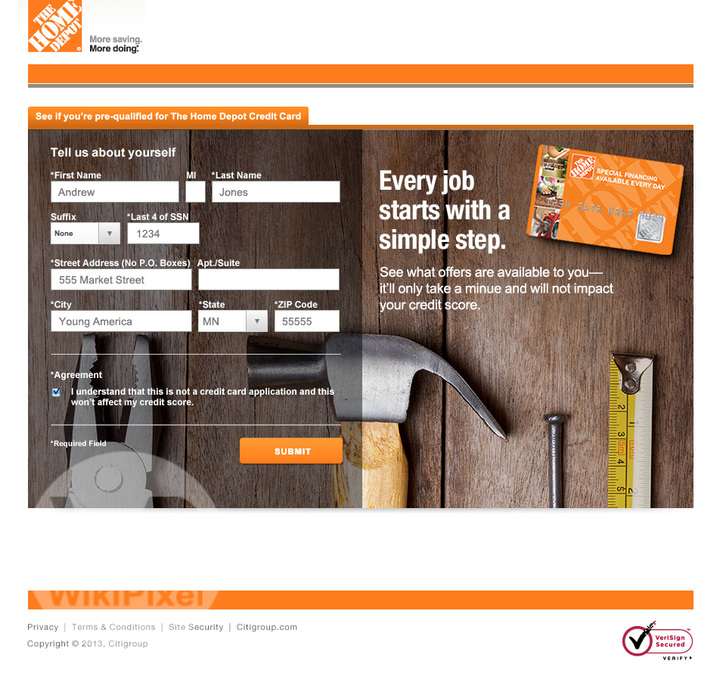 THE
HOME
DEPOT
More saving.
More doing.
See if you're pre-qualified for The Home Depot Credit Card
Tell us about yourself
*First Name MI *Last Name
Andrew Jones
Suffix *Last 4 of SSN
None 1234
*Street Address (No P.O. Boxes) Apt./Suite
555 Market Street
*City *State *ZIP Code
Young America MN 55555
*Agreement
I understand that this is not a credit card application and this
won't affect my credit score.
*Required Field
SUBMIT
Every job
starts with a
simple step.
See what offers are available to you—
it'll only take a minue and will not impact
your credit score.
THE
HOME
DEPOT
SPECIAL FINANCING
AVAILABLE EVERY DAY
WikiPixel
Privacy | Terms & Conditions | Site Security | Citigroup.com
Copyright © 2013, Citigroup
VeriSign
Secured
VERIFY